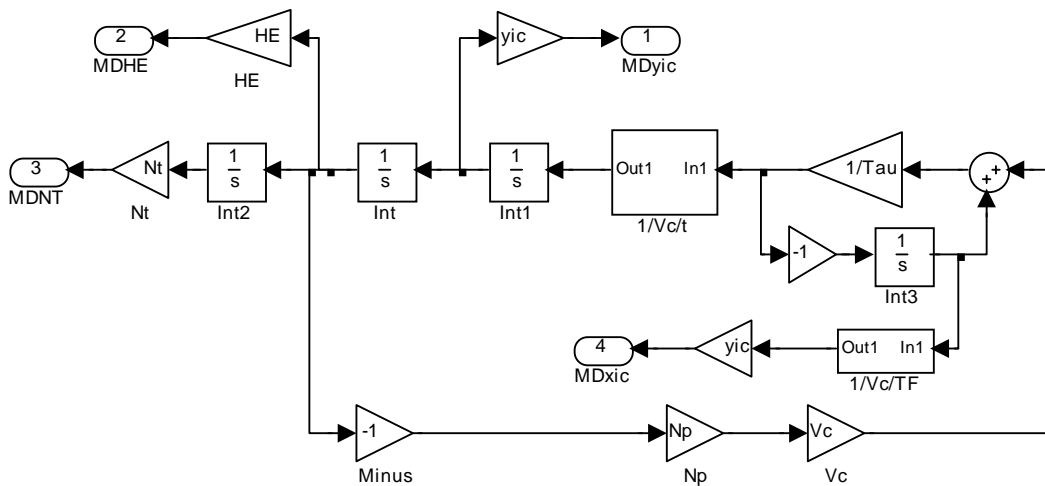 2
MDHE
HE
HE
yic
1
MDyic
3
MDNT
Nt
Nt
1
s
Int2
1
s
Int
1
s
Int1
Out1 In1
1/Vc/t
1/Tau
+
+
-1
1
s
Int3
4
MDxic
yic
Out1 In1
1/Vc/TF
-1
Minus
Np
Np
Vc
Vc